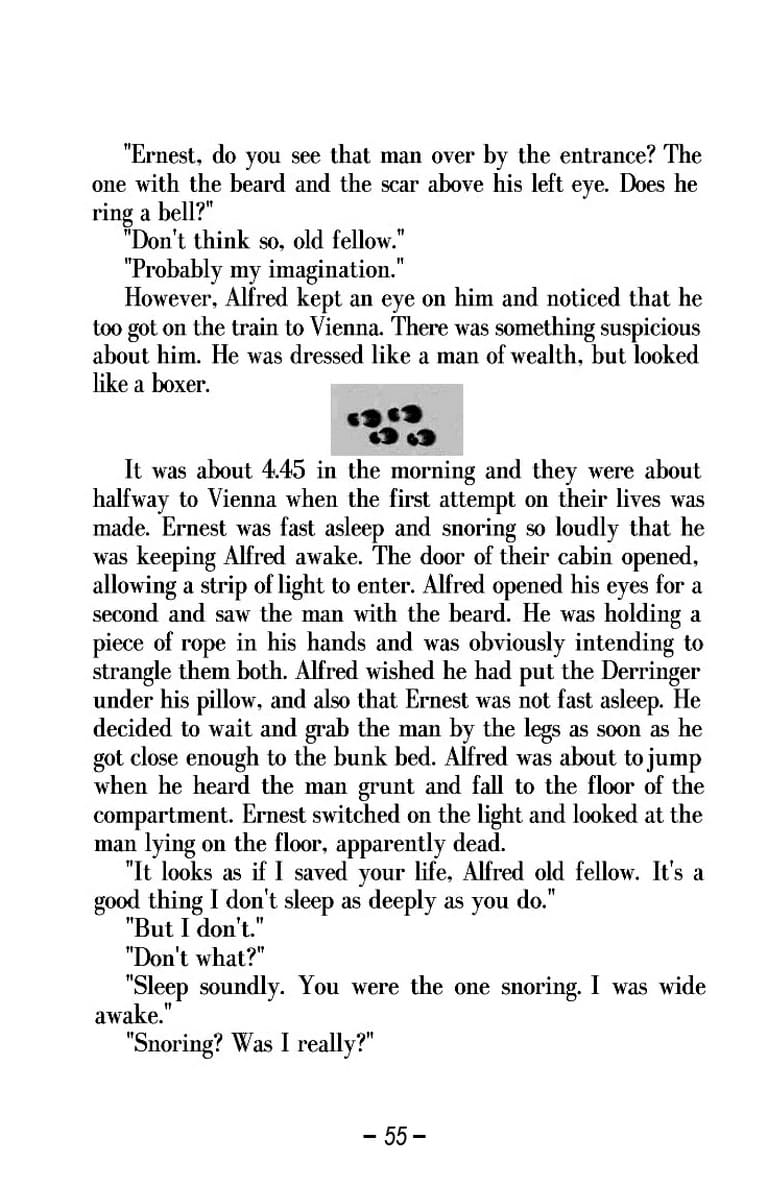 "Ernest, do you see that man over by the entrance? The
one with the beard and the scar above his left eye. Does he
ring a bell?"
"Don't think so, old fellow."
"Probably my imagination."
However, Alfred kept an eye on him and noticed that he
too got on the train to Vienna. There was something suspicious
about him. He was dressed like a man of wealth, but looked
like a boxer.
It was about 4.45 in the morning and they were about
halfway to Vienna when the first attempt on their lives was
made. Ernest was fast asleep and snoring so loudly that he
was keeping Alfred awake. The door of their cabin opened,
allowing a strip of light to enter. Alfred opened his eyes for a
second and saw the man with the beard. He was holding a
piece of rope in his hands and was obviously intending to
strangle them both. Alfred wished he had put the Derringer
under his pillow, and also that Ernest was not fast asleep. He
decided to wait and grab the man by the legs as soon as he
got close enough to the bunk bed. Alfred was about to jump
when he heard the man grunt and fall to the floor of the
compartment. Ernest switched on the light and looked at the
man lying on the floor, apparently dead.
"It looks as if I saved your life, Alfred old fellow. It's a
good thing I don't sleep as deeply as you do."
"But I don't."
"Don't what?"
"Sleep soundly. You were the one snoring. I was wide
awake."
"Snoring? Was I really?"
– 55 –